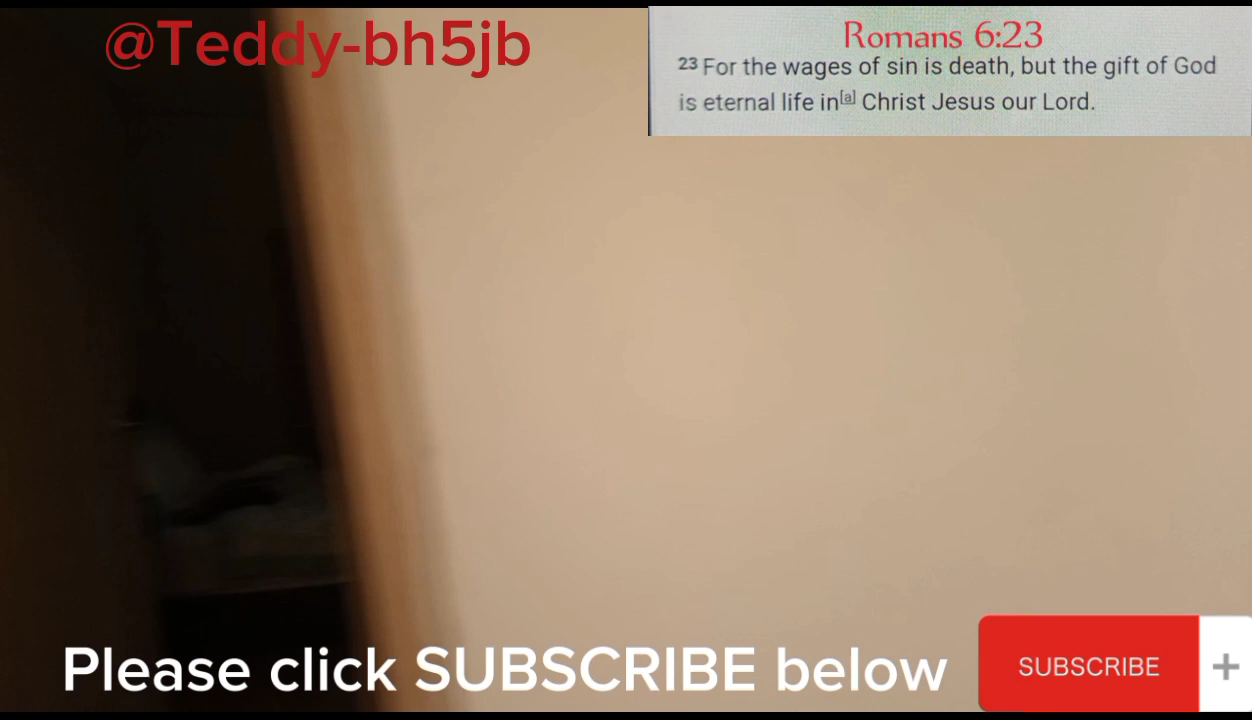 @Teddy-bh5jb
Romans 6:23
23 For the wages of sin is death, but the gift of God
is eternal life in[a] Christ Jesus our Lord.
Please click SUBSCRIBE below
SUBSCRIBE +